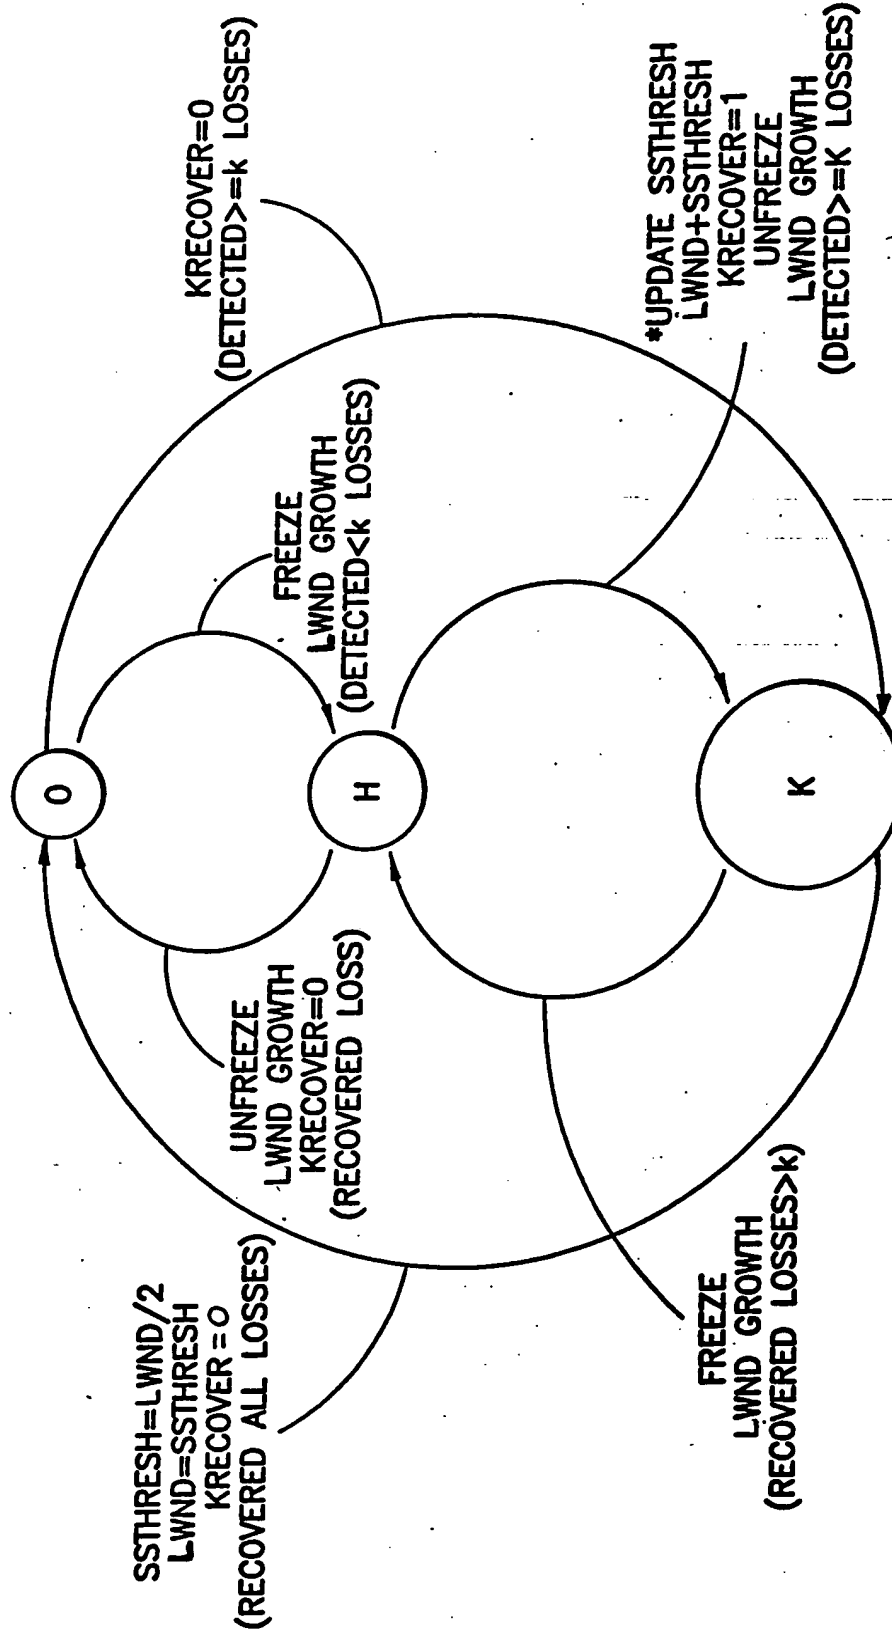 SSTHRESH=LWND/2
LWND=SSTHRESH
KRECOVER=0
(RECOVERED ALL LOSSES)
UNFREEZE
LWND GROWTH
KRECOVER=0
(RECOVERED LOSS)
FREEZE
LWND GROWTH
(DETECTED<k LOSSES)
KRECOVER=0
(DETECTED>=k LOSSES)
O
H
K
FREEZE
LWND GROWTH
(RECOVERED LOSSES>k)
*UPDATE SSTHRESH
LWND+SSTHRESH
KRECOVER=1
UNFREEZE
LWND GROWTH
(DETECTED>=K LOSSES)